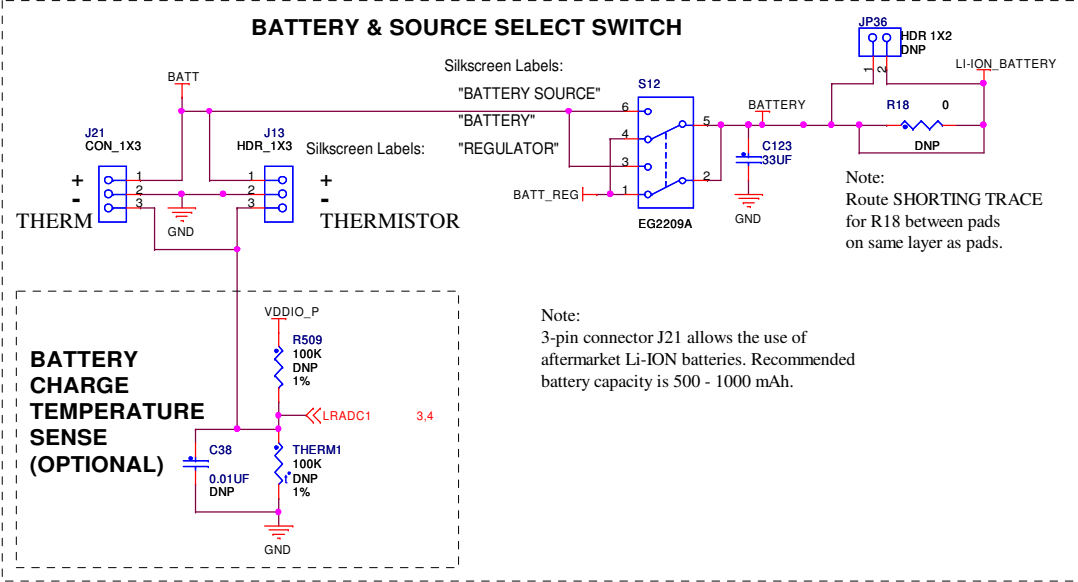 BATTERY & SOURCE SELECT SWITCH
JP36
HDR 1X2
DNP
1
2
LI-ION_BATTERY
BATT
Silkscreen Labels:
"BATTERY SOURCE"
"BATTERY"
"REGULATOR"
S12
6
4
3
1
5
2
EG2209A
BATT_REG
BATTERY
C123
33UF
GND
R18
0
DNP
Note:
Route SHORTING TRACE
for R18 between pads
on same layer as pads.
J21
CON_1X3
+
-
THERM
1
2
3
GND
J13
HDR_1X3
1
2
3
Silkscreen Labels:
+
-
THERMISTOR
Note:
3-pin connector J21 allows the use of
aftermarket Li-ION batteries. Recommended
battery capacity is 500 - 1000 mAh.
BATTERY
CHARGE
TEMPERATURE
SENSE
(OPTIONAL)
VDDIO_P
R509
100K
DNP
1%
LRADC1
3,4
C38
0.01UF
DNP
THERM1
100K
t°
DNP
1%
GND